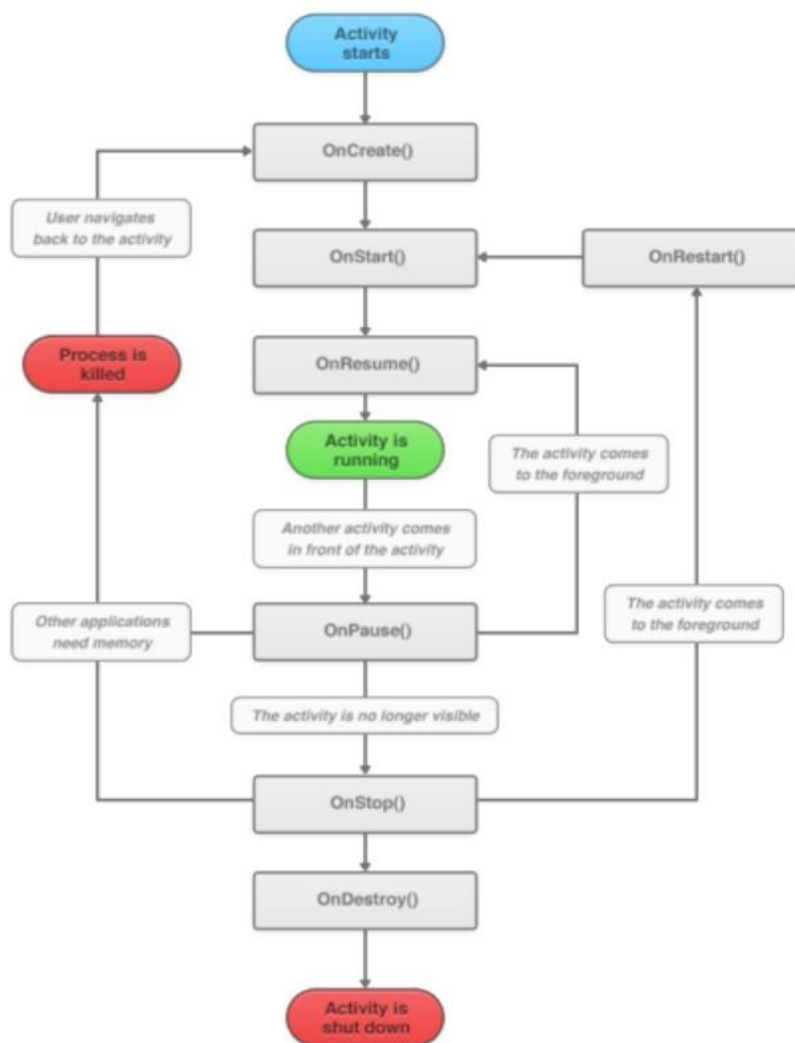 Activity
starts
OnCreate()
User navigates
back to the activity
OnStart()
OnRestart()
Process is
killed
OnResume()
Activity is
running
The activity comes
to the foreground
Another activity comes
in front of the activity
Other applications
need memory
OnPause()
The activity comes
to the foreground
The activity is no longer visible
OnStop()
OnDestroy()
Activity is
shut down